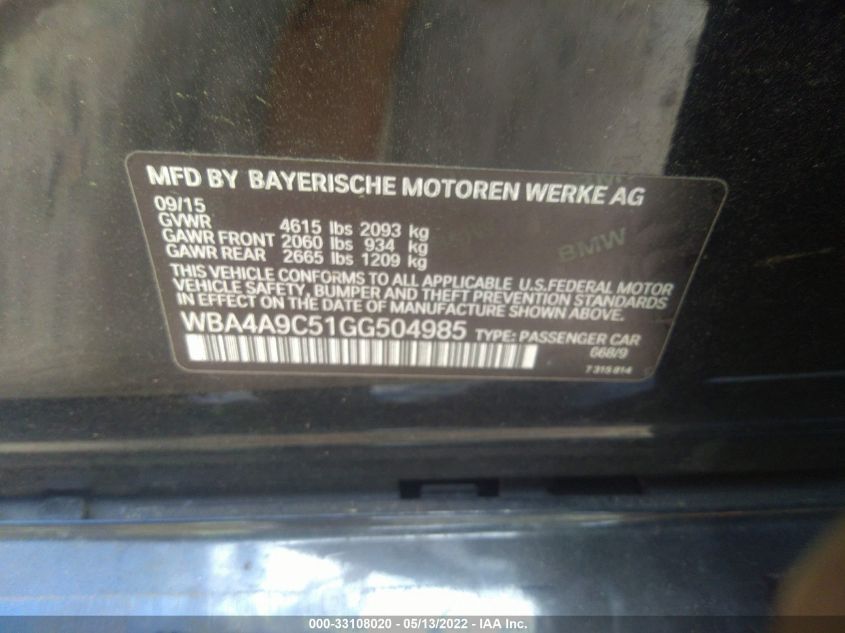 MFD BY BAYERISCHE MOTOREN WERKE AG
09/15
GVWR 4615 lbs 2093 kg
GAWR FRONT 2060 lbs 934 kg
GAWR REAR 2665 lbs 1209 kg
BMW
THIS VEHICLE CONFORMS TO ALL APPLICABLE U.S.FEDERAL MOTOR
VEHICLE SAFETY, BUMPER AND THEFT PREVENTION STANDARDS
IN EFFECT ON THE DATE OF MANUFACTURE SHOWN ABOVE.
WBA4A9C51GG504985 TYPE: PASSENGER CAR
668/9
7 315 814
000-33108020 - 05/13/2022 - IAA Inc.